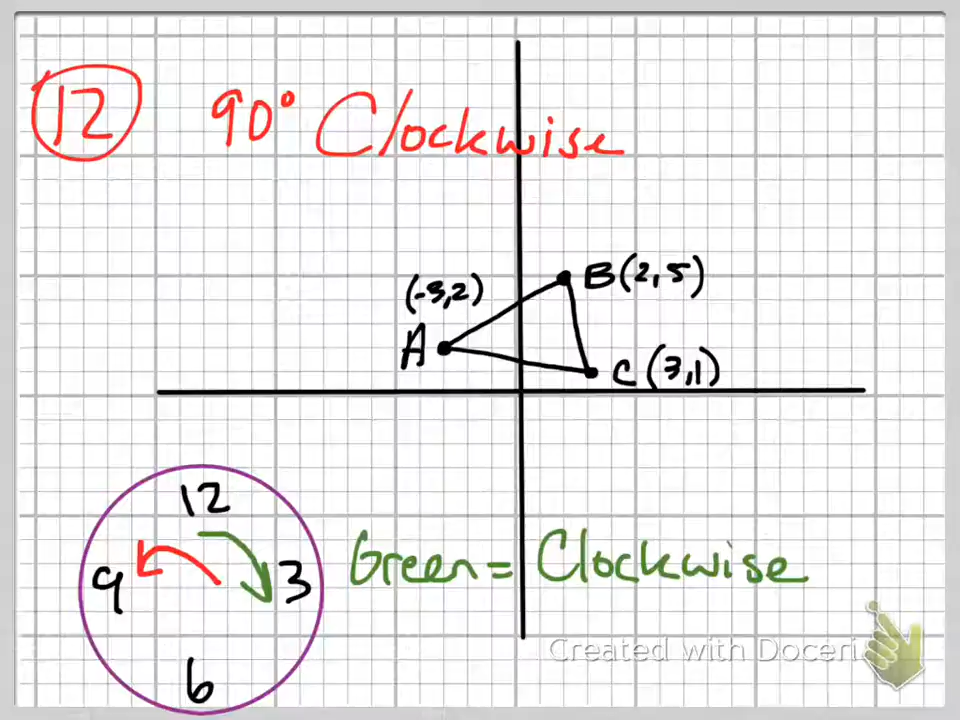 12 90° Clockwise
(-3,2)
B(2,5)
A
C(3,1)
12
9
3
6
Green = Clockwise
Created with Doceri